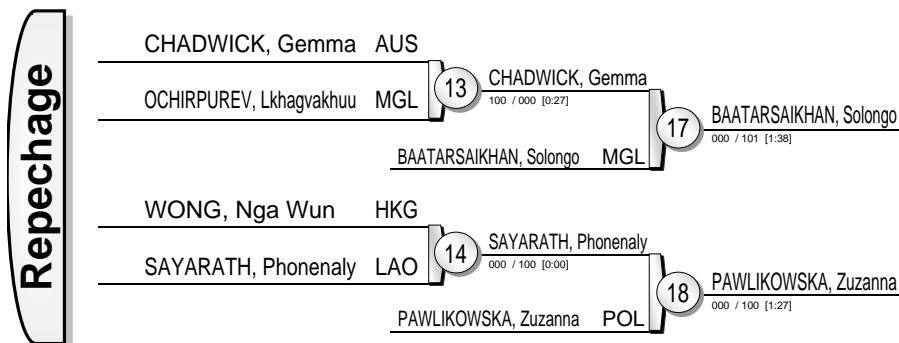 Repechage
CHADWICK, Gemma AUS
OCHIRPUREV, Lkhagvakhuu MGL
13
CHADWICK, Gemma
100 / 000 [0:27]
BAATARSAIKHAN, Solongo MGL
17
BAATARSAIKHAN, Solongo
000 / 101 [1:38]
WONG, Nga Wun HKG
SAYARATH, Phonenaly LAO
14
SAYARATH, Phonenaly
000 / 100 [0:00]
PAWLIKOWSKA, Zuzanna POL
18
PAWLIKOWSKA, Zuzanna
000 / 100 [1:27]